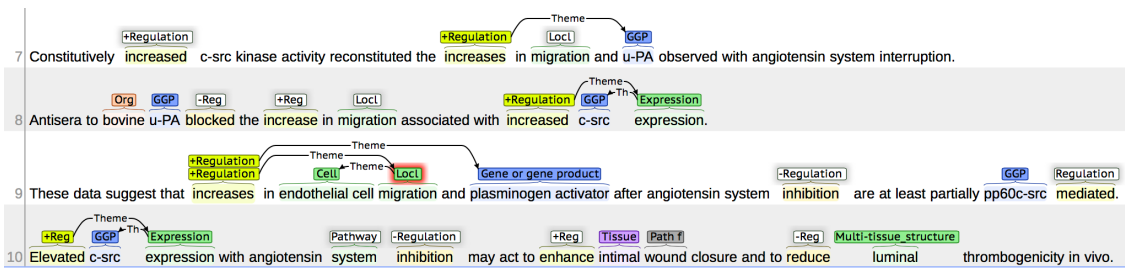 Theme
+Regulation +Regulation Locl GGP
7 Constitutively increased c-src kinase activity reconstituted the increases in migration and u-PA observed with angiotensin system interruption.
Theme
Org GGP -Reg +Reg Locl +Regulation GGP Th Expression
8 Antisera to bovine u-PA blocked the increase in migration associated with increased c-src expression.
Theme
+Regulation Theme
+Regulation Cell Theme Locl Gene or gene product -Regulation GGP Regulation
9 These data suggest that increases in endothelial cell migration and plasminogen activator after angiotensin system inhibition are at least partially pp60c-src mediated.
Theme
+Reg GGP Th Expression Pathway -Regulation +Reg Tissue Path f -Reg Multi-tissue_structure
10 Elevated c-src expression with angiotensin system inhibition may act to enhance intimal wound closure and to reduce luminal thrombogenicity in vivo.